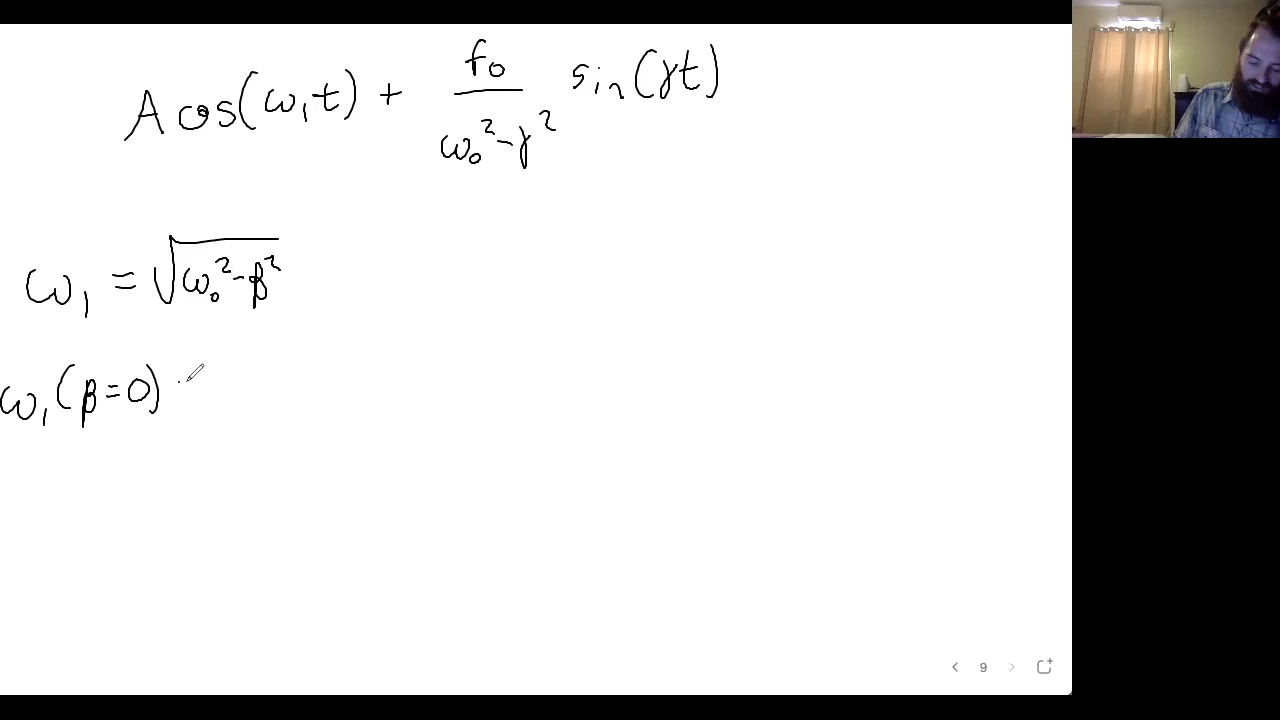 A cos(ω₁t) + f₀/(ω₀² - γ²) sin(γt)
ω₁ = √(ω₀² - β²)
ω₁(β = 0)
< 9 >